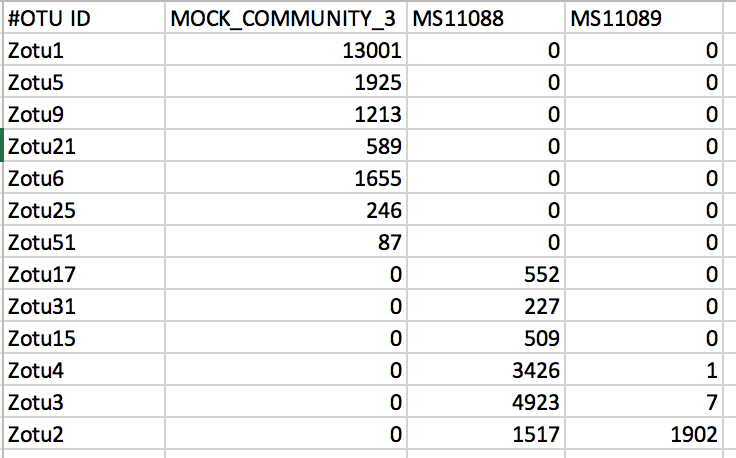 #OTU ID MOCK_COMMUNITY_3 MS11088 MS11089
Zotu1 13001 0 0
Zotu5 1925 0 0
Zotu9 1213 0 0
Zotu21 589 0 0
Zotu6 1655 0 0
Zotu25 246 0 0
Zotu51 87 0 0
Zotu17 0 552 0
Zotu31 0 227 0
Zotu15 0 509 0
Zotu4 0 3426 1
Zotu3 0 4923 7
Zotu2 0 1517 1902